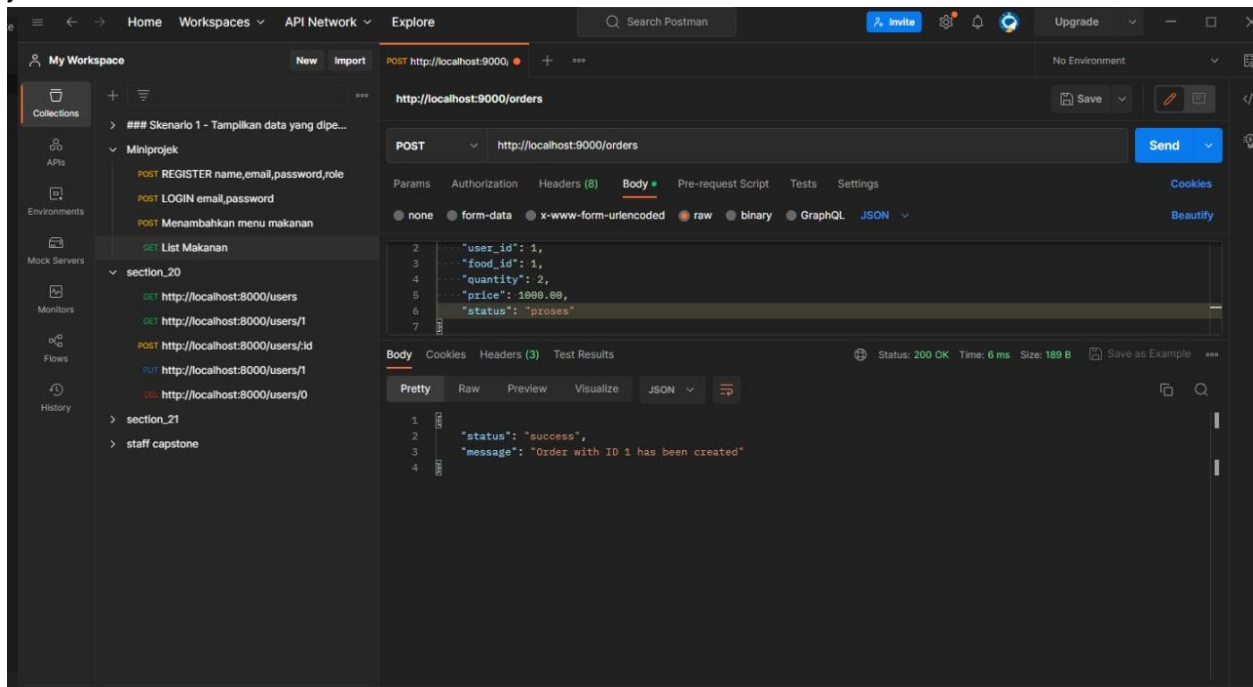 Home Workspaces API Network Explore Search Postman Invite Upgrade
My Workspace New Import POST http://localhost:9000/ No Environment
Collections
APIs
Environments
Mock Servers
Monitors
Flows
History
### Skenario 1 - Tampilkan data yang dipe...
Miniprojek
POST REGISTER name,email,password,role
POST LOGIN email,password
POST Menambahkan menu makanan
GET List Makanan
section_20
GET http://localhost:8000/users
GET http://localhost:8000/users/1
POST http://localhost:8000/users/:id
PUT http://localhost:8000/users/1
DEL http://localhost:8000/users/0
section_21
staff capstone
http://localhost:9000/orders Save
POST http://localhost:9000/orders Send
Params Authorization Headers (8) Body Pre-request Script Tests Settings Cookies
none form-data x-www-form-urlencoded raw binary GraphQL JSON Beautify
2 "user_id": 1,
3 "food_id": 1,
4 "quantity": 2,
5 "price": 1000.00,
6 "status": "proses"
7 }
Body Cookies Headers (3) Test Results Status: 200 OK Time: 6 ms Size: 189 B Save as Example
Pretty Raw Preview Visualize JSON
1 {
2 "status": "success",
3 "message": "Order with ID 1 has been created"
4 }